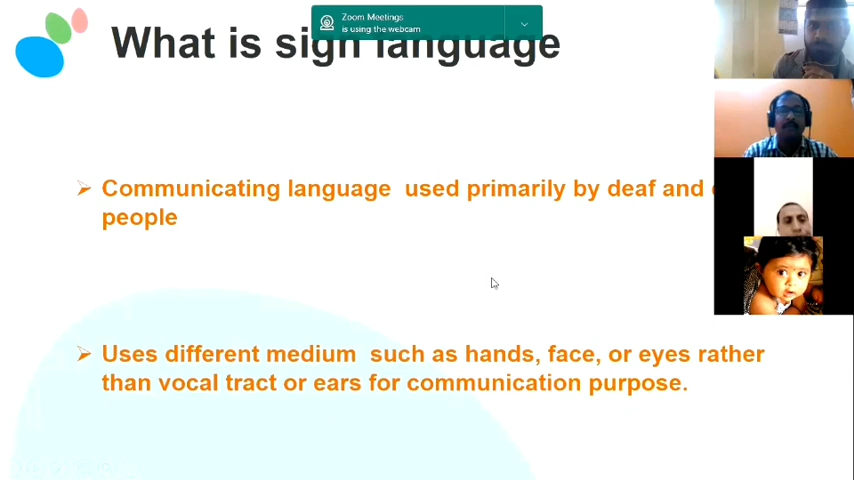 Zoom Meetings
is using the webcam
What is sign language
➢ Communicating language used primarily by deaf and
people
➢ Uses different medium such as hands, face, or eyes rather
than vocal tract or ears for communication purpose.